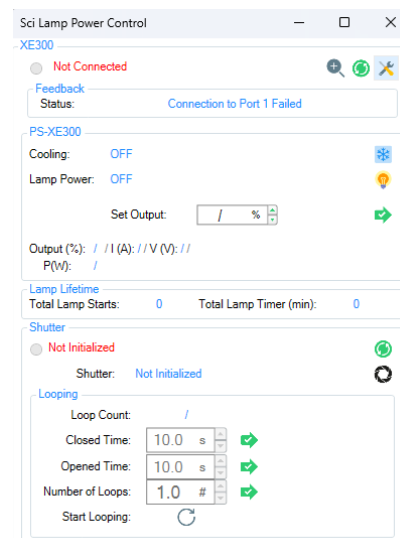 Sci Lamp Power Control
XE300
Not Connected
Feedback
Status: Connection to Port 1 Failed
PS-XE300
Cooling: OFF
Lamp Power: OFF
Set Output: / %
Output (%): / / I (A): / / V (V): / /
P(W): /
Lamp Lifetime
Total Lamp Starts: 0 Total Lamp Timer (min): 0
Shutter
Not Initialized
Shutter: Not Initialized
Looping
Loop Count: /
Closed Time: 10.0 s
Opened Time: 10.0 s
Number of Loops: 1.0 #
Start Looping: